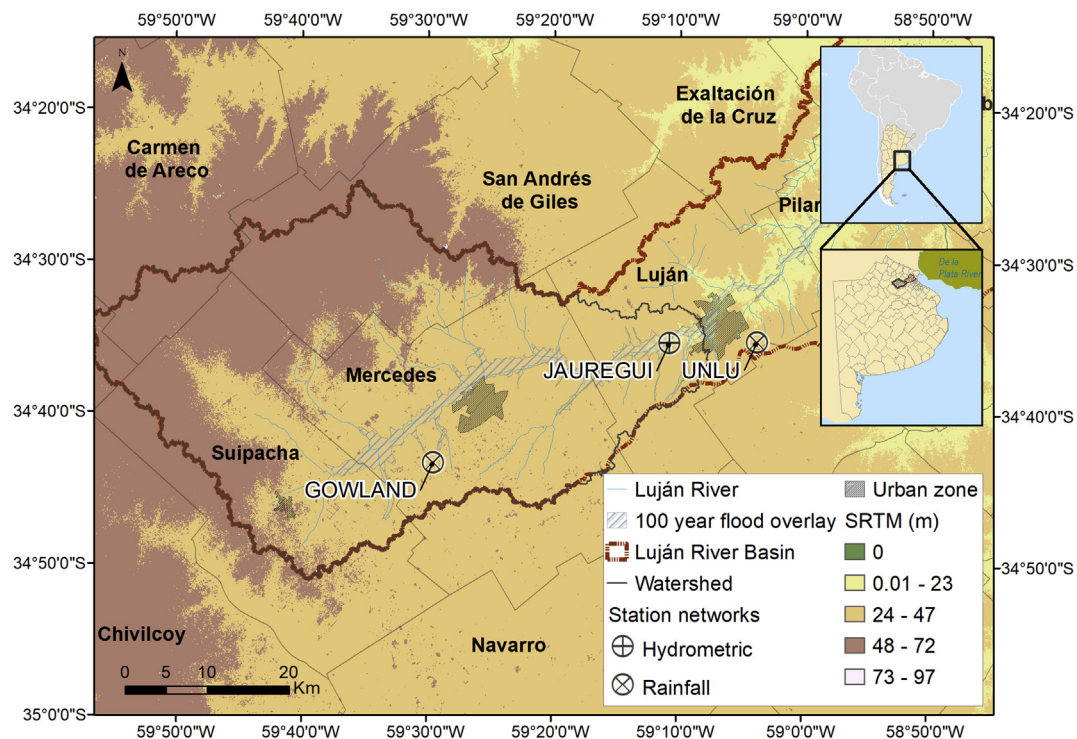 59°50'0"W 59°40'0"W 59°30'0"W 59°20'0"W 59°10'0"W 59°0'0"W 58°50'0"W
N
34°20'0"S
34°20'0"S
Exaltación
de la Cruz
b
Carmen
de Areco
San Andrés
de Giles
Pilar
34°30'0"S
34°30'0"S
Luján
De la
Plata River
JAUREGUI
UNLU
Mercedes
34°40'0"S
34°40'0"S
Suipacha
GOWLAND
34°50'0"S
34°50'0"S
Chivilcoy
Navarro
0 5 10 20
Km
35°0'0"S
Luján River
100 year flood overlay
Luján River Basin
Watershed
Station networks
Hydrometric
Rainfall
Urban zone
SRTM (m)
0
0.01 - 23
24 - 47
48 - 72
73 - 97
59°50'0"W 59°40'0"W 59°30'0"W 59°20'0"W 59°10'0"W 59°0'0"W 58°50'0"W